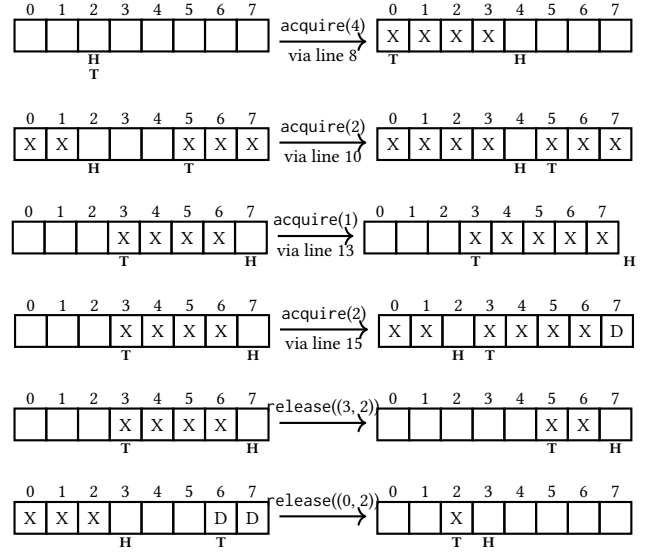 0 1 2 3 4 5 6 7 acquire(4) 0 1 2 3 4 5 6 7
via line 8 X X X X
H T H
T
0 1 2 3 4 5 6 7 acquire(2) 0 1 2 3 4 5 6 7
X X X X X via line 10 X X X X X X X
H T H T
0 1 2 3 4 5 6 7 acquire(1) 0 1 2 3 4 5 6 7
X X X X via line 13 X X X X X
T H T H
0 1 2 3 4 5 6 7 acquire(2) 0 1 2 3 4 5 6 7
X X X X via line 15 X X X X X X D
T H H T
0 1 2 3 4 5 6 7 release((3, 2)) 0 1 2 3 4 5 6 7
X X X X X X
T H T H
0 1 2 3 4 5 6 7 release((0, 2)) 0 1 2 3 4 5 6 7
X X X D D X
H T T H